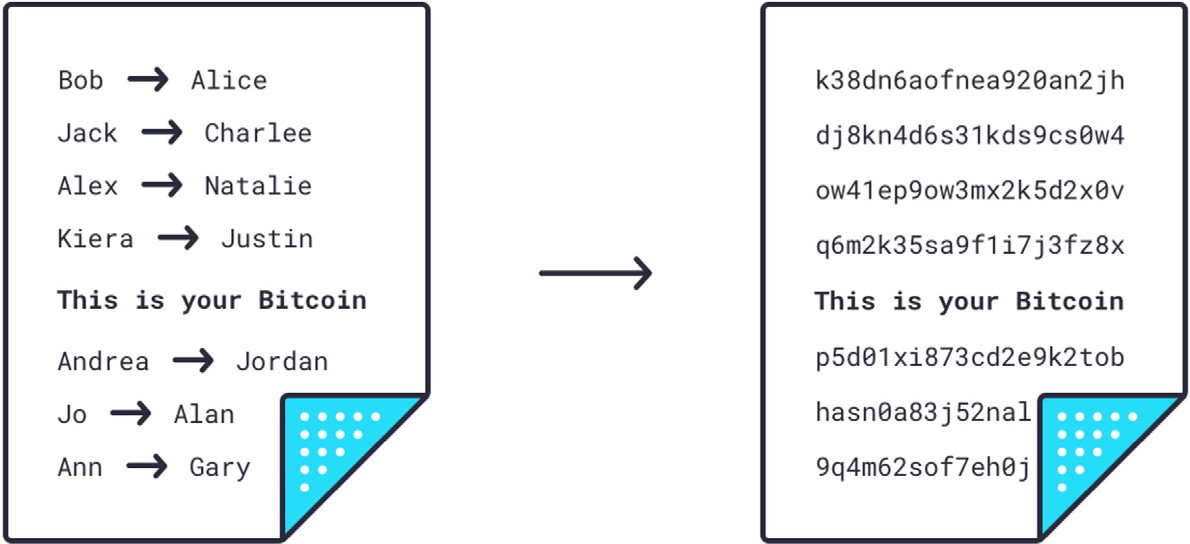 Bob → Alice
Jack → Charlee
Alex → Natalie
Kiera → Justin
This is your Bitcoin
Andrea → Jordan
Jo → Alan
Ann → Gary
k38dn6aofnea920an2jh
dj8kn4d6s31kds9cs0w4
ow41ep9ow3mx2k5d2x0v
q6m2k35sa9f1i7j3fz8x
This is your Bitcoin
p5d01xi873cd2e9k2tob
hasn0a83j52nal
9q4m62sof7eh0j